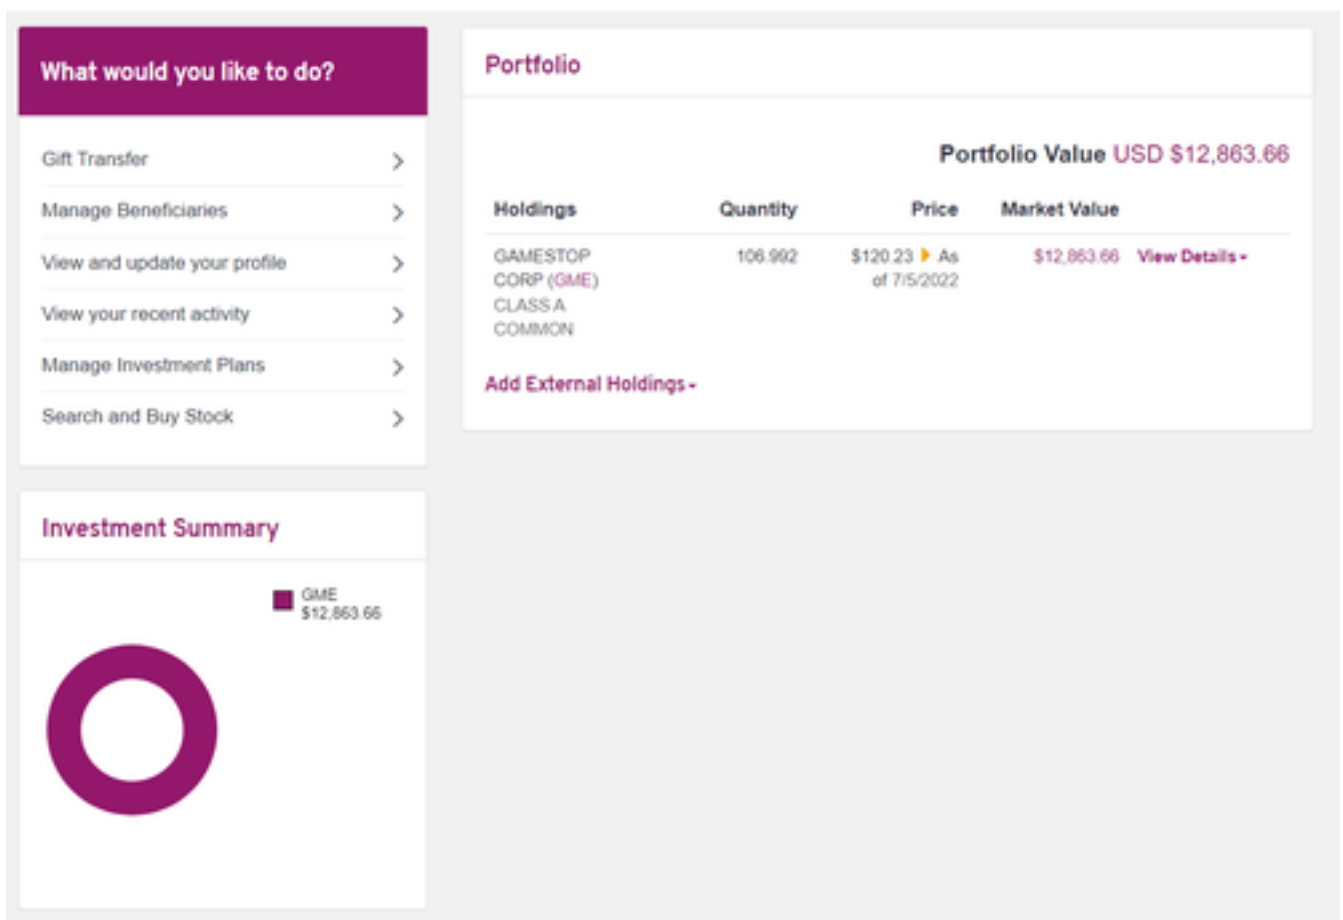 What would you like to do?
Gift Transfer
Manage Beneficiaries
View and update your profile
View your recent activity
Manage Investment Plans
Search and Buy Stock
Portfolio
Portfolio Value USD $12,863.66
Holdings Quantity Price Market Value
GAMESTOP 106.992 $120.23 As $12,863.66 View Details
CORP (GME) of 7/5/2022
CLASS A
COMMON
Add External Holdings
Investment Summary
GME
$12,863.66